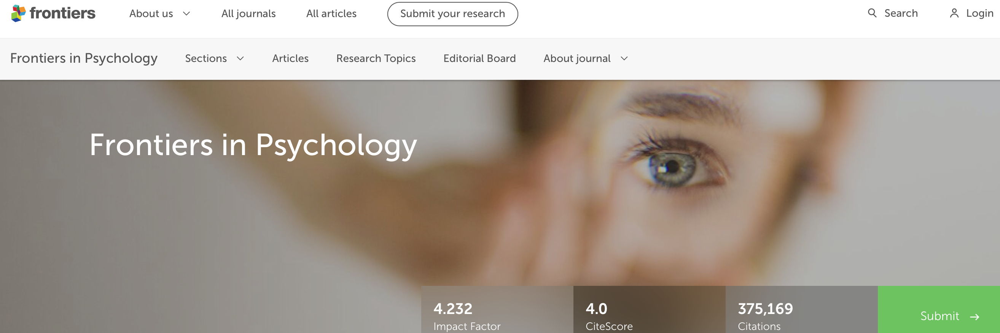 frontiers About us All journals All articles Submit your research Search Login
Frontiers in Psychology Sections Articles Research Topics Editorial Board About journal
Frontiers in Psychology
4.232 4.0 375,169
Impact Factor CiteScore Citations Submit →